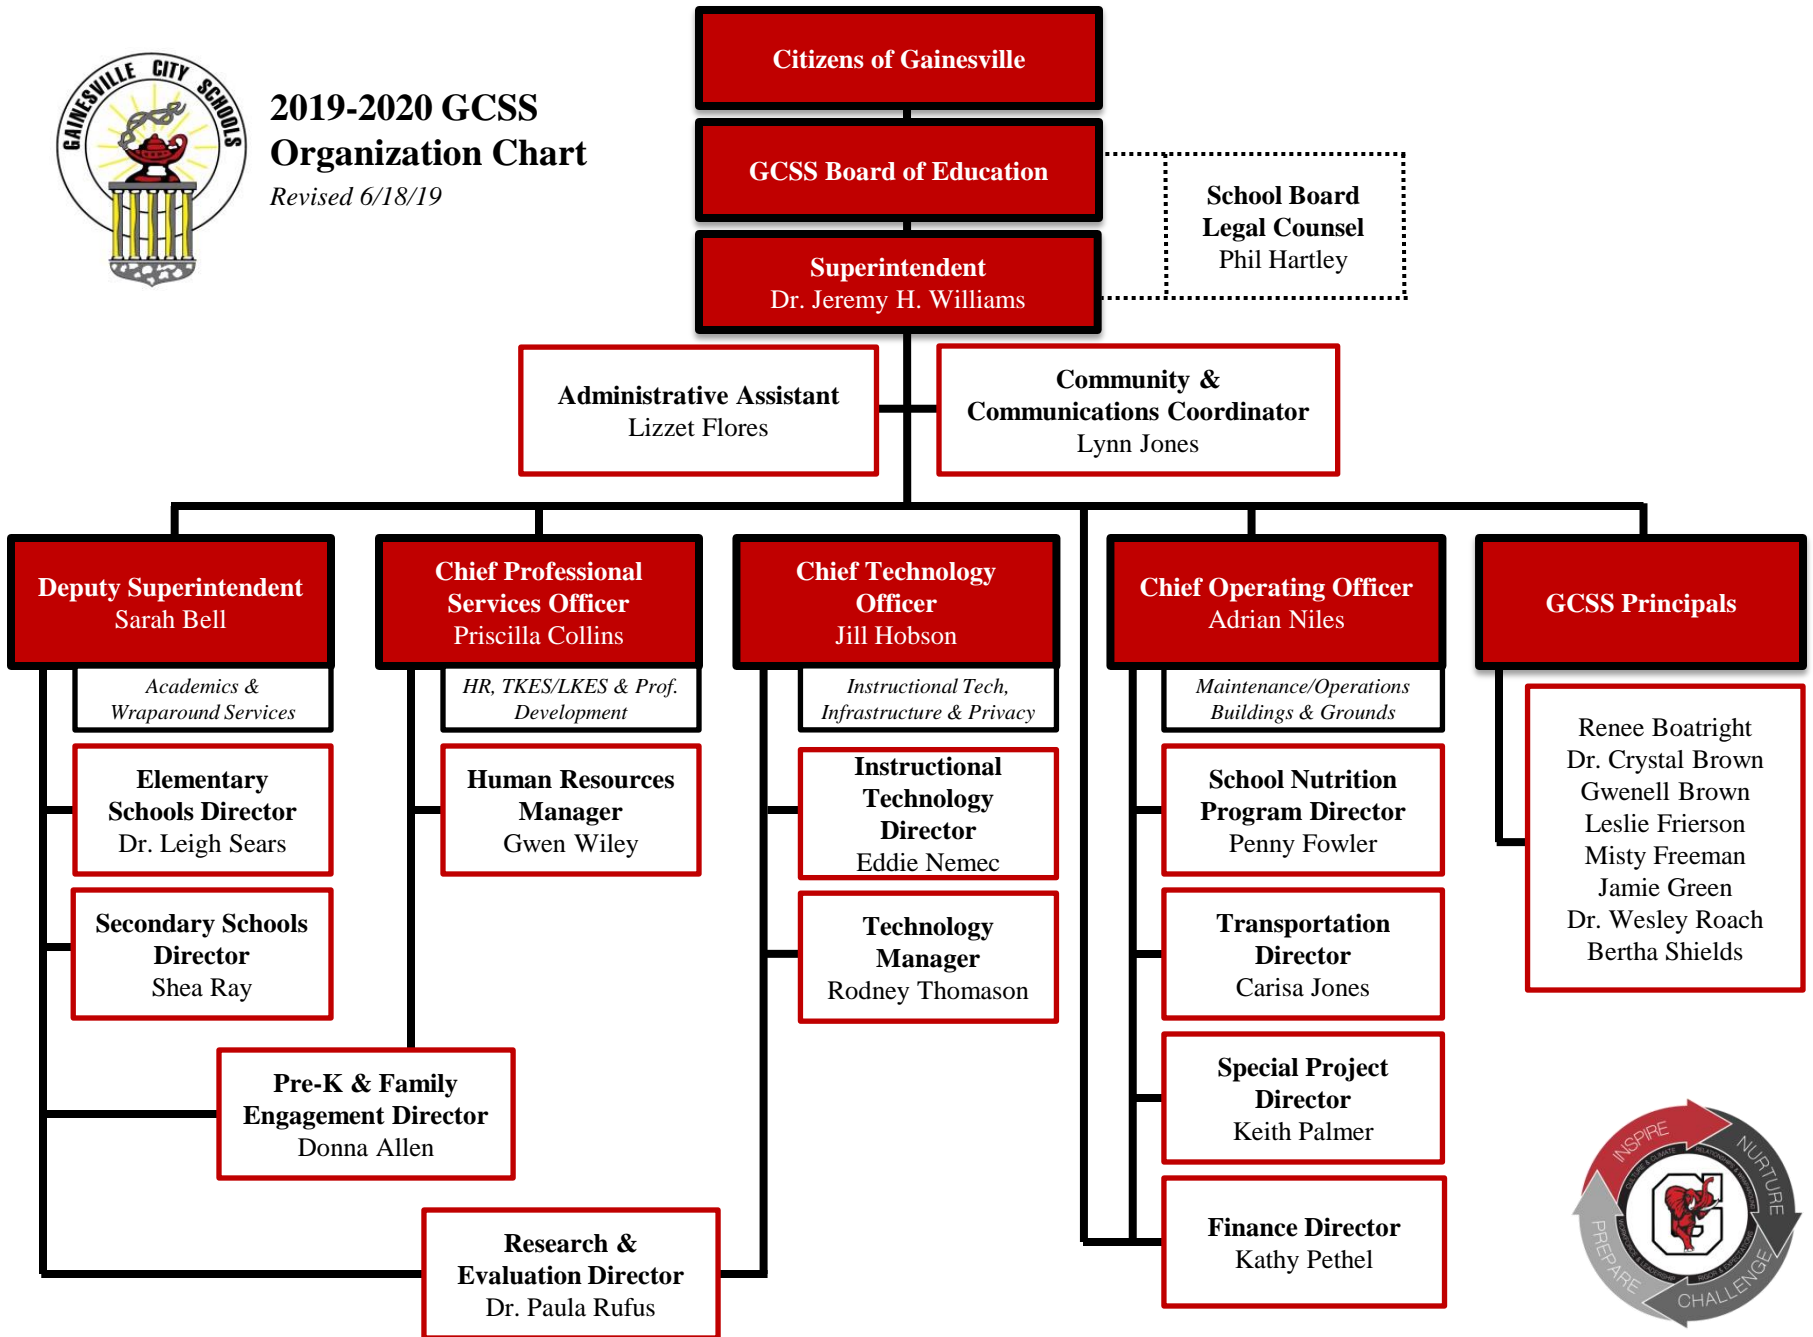 GAINESVILLE CITY SCHOOLS
2019-2020 GCSS
Organization Chart
Revised 6/18/19
Citizens of Gainesville
GCSS Board of Education
School Board
Legal Counsel
Phil Hartley
Superintendent
Dr. Jeremy H. Williams
Administrative Assistant
Lizzet Flores
Community &
Communications Coordinator
Lynn Jones
Deputy Superintendent
Sarah Bell
Academics &
Wraparound Services
Elementary
Schools Director
Dr. Leigh Sears
Secondary Schools
Director
Shea Ray
Chief Professional
Services Officer
Priscilla Collins
HR, TKES/LKES & Prof.
Development
Human Resources
Manager
Gwen Wiley
Pre-K & Family
Engagement Director
Donna Allen
Chief Technology
Officer
Jill Hobson
Instructional Tech,
Infrastructure & Privacy
Instructional
Technology
Director
Eddie Nemec
Technology
Manager
Rodney Thomason
Research &
Evaluation Director
Dr. Paula Rufus
Chief Operating Officer
Adrian Niles
Maintenance/Operations
Buildings & Grounds
School Nutrition
Program Director
Penny Fowler
Transportation
Director
Carisa Jones
Special Project
Director
Keith Palmer
Finance Director
Kathy Pethel
GCSS Principals
Renee Boatright
Dr. Crystal Brown
Gwenell Brown
Leslie Frierson
Misty Freeman
Jamie Green
Dr. Wesley Roach
Bertha Shields
INSPIRE
NURTURE
CHALLENGE
PREPARE
CULTURE & CLIMATE
RIGOR & EXPECTATIONS
G